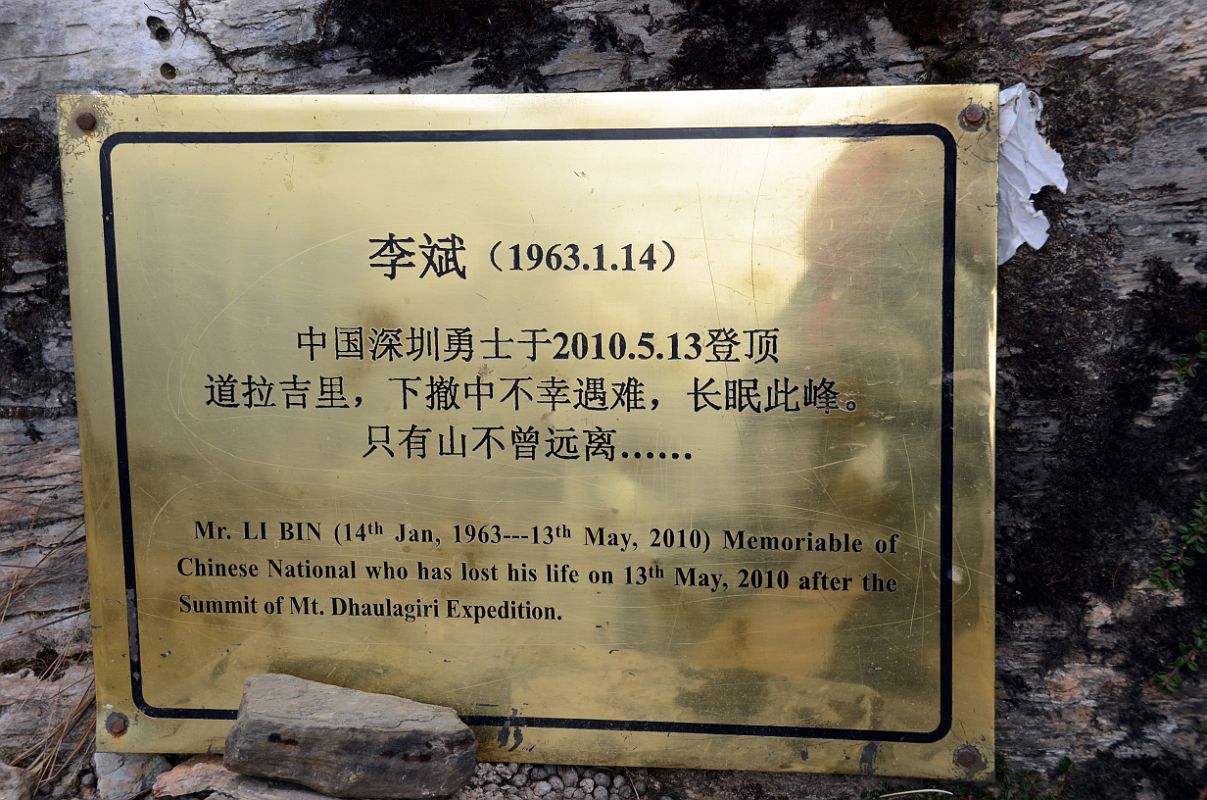 李斌（1963.1.14）
中国深圳勇士于2010.5.13登顶
道拉吉里，下撤中不幸遇难，长眠此峰。
只有山不曾远离……
Mr. LI BIN (14th Jan, 1963---13th May, 2010) Memoriable of
Chinese National who has lost his life on 13th May, 2010 after the
Summit of Mt. Dhaulagiri Expedition.